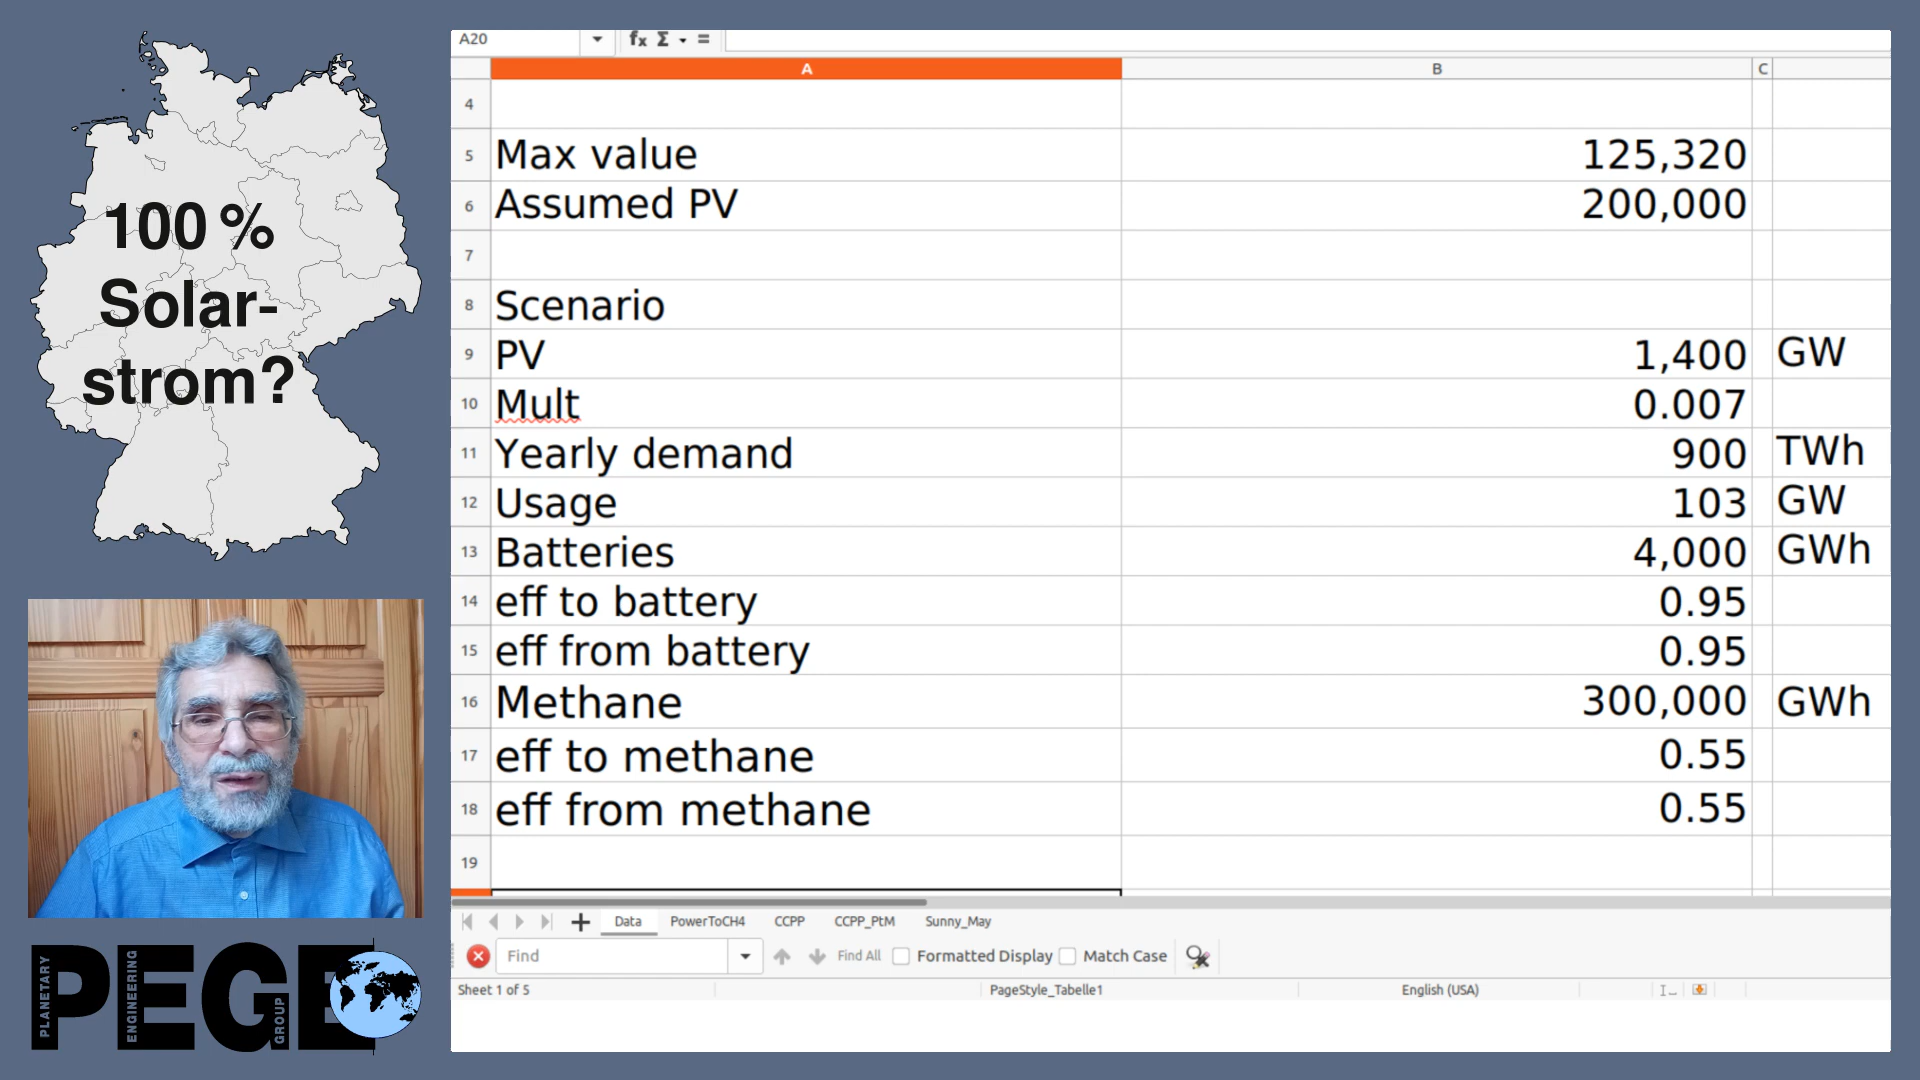 100 %
Solar-
strom?
PLANETARY
ENGINEERING
GROUP
PEGE
A20
fx Σ =
A B C
4
5 Max value 125,320
6 Assumed PV 200,000
7
8 Scenario
9 PV 1,400 GW
10 Mult 0.007
11 Yearly demand 900 TWh
12 Usage 103 GW
13 Batteries 4,000 GWh
14 eff to battery 0.95
15 eff from battery 0.95
16 Methane 300,000 GWh
17 eff to methane 0.55
18 eff from methane 0.55
19
Data PowerToCH4 CCPP CCPP_PtM Sunny_May
Find Find All Formatted Display Match Case
Sheet 1 of 5 PageStyle_Tabelle1 English (USA)